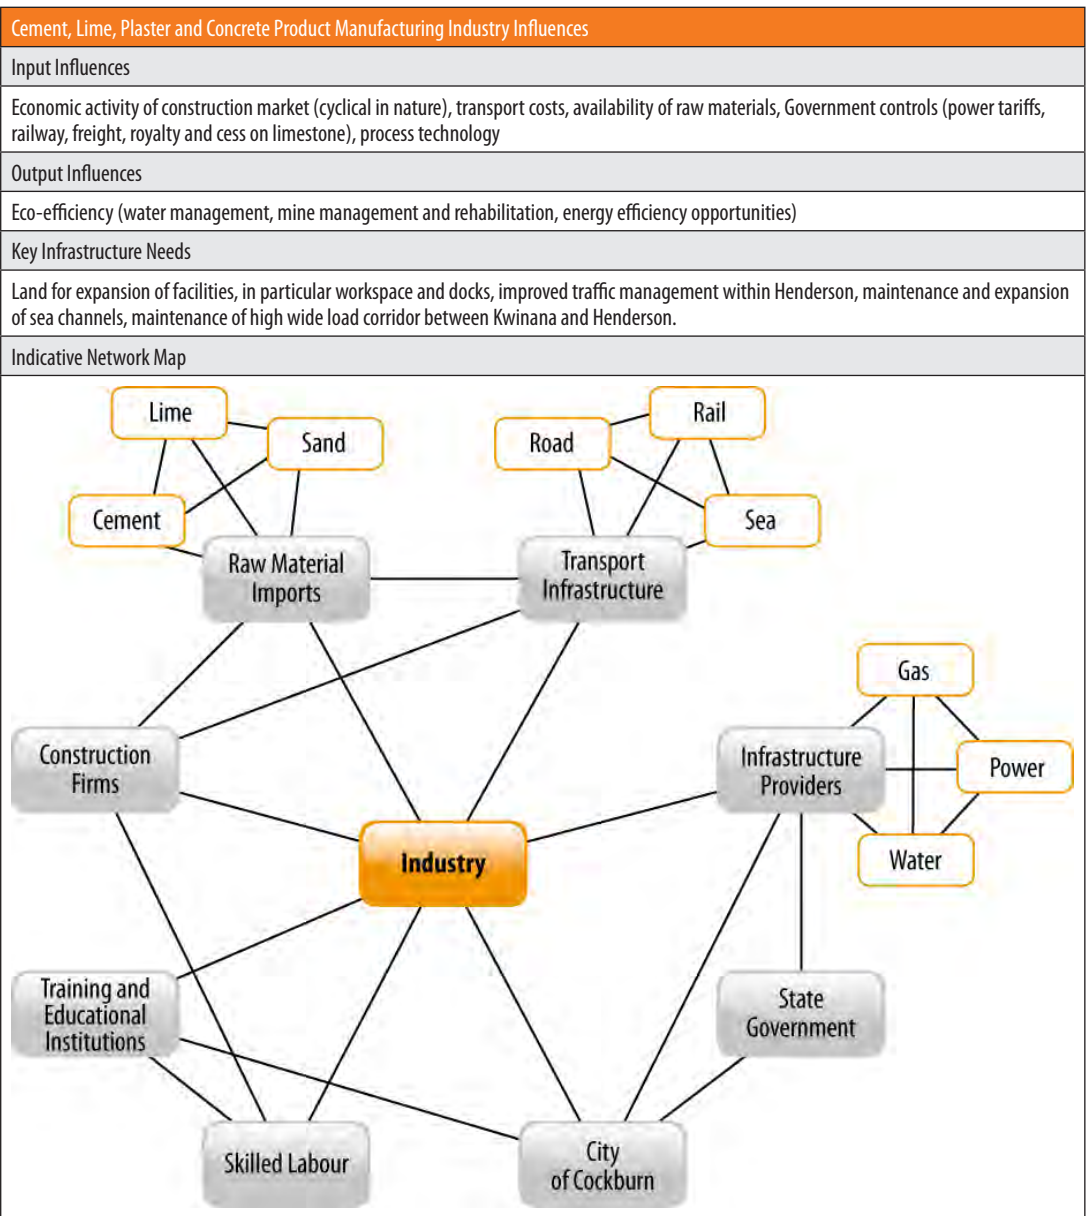 Cement, Lime, Plaster and Concrete Product Manufacturing Industry Influences
Input Influences
Economic activity of construction market (cyclical in nature), transport costs, availability of raw materials, Government controls (power tariffs,
railway, freight, royalty and cess on limestone), process technology
Output Influences
Eco-efficiency (water management, mine management and rehabilitation, energy efficiency opportunities)
Key Infrastructure Needs
Land for expansion of facilities, in particular workspace and docks, improved traffic management within Henderson, maintenance and expansion
of sea channels, maintenance of high wide load corridor between Kwinana and Henderson.
Indicative Network Map
Lime
Sand
Cement
Raw Material
Imports
Road
Rail
Sea
Transport
Infrastructure
Construction
Firms
Infrastructure
Providers
Gas
Power
Water
Industry
Training and
Educational
Institutions
State
Government
Skilled Labour
City
of Cockburn